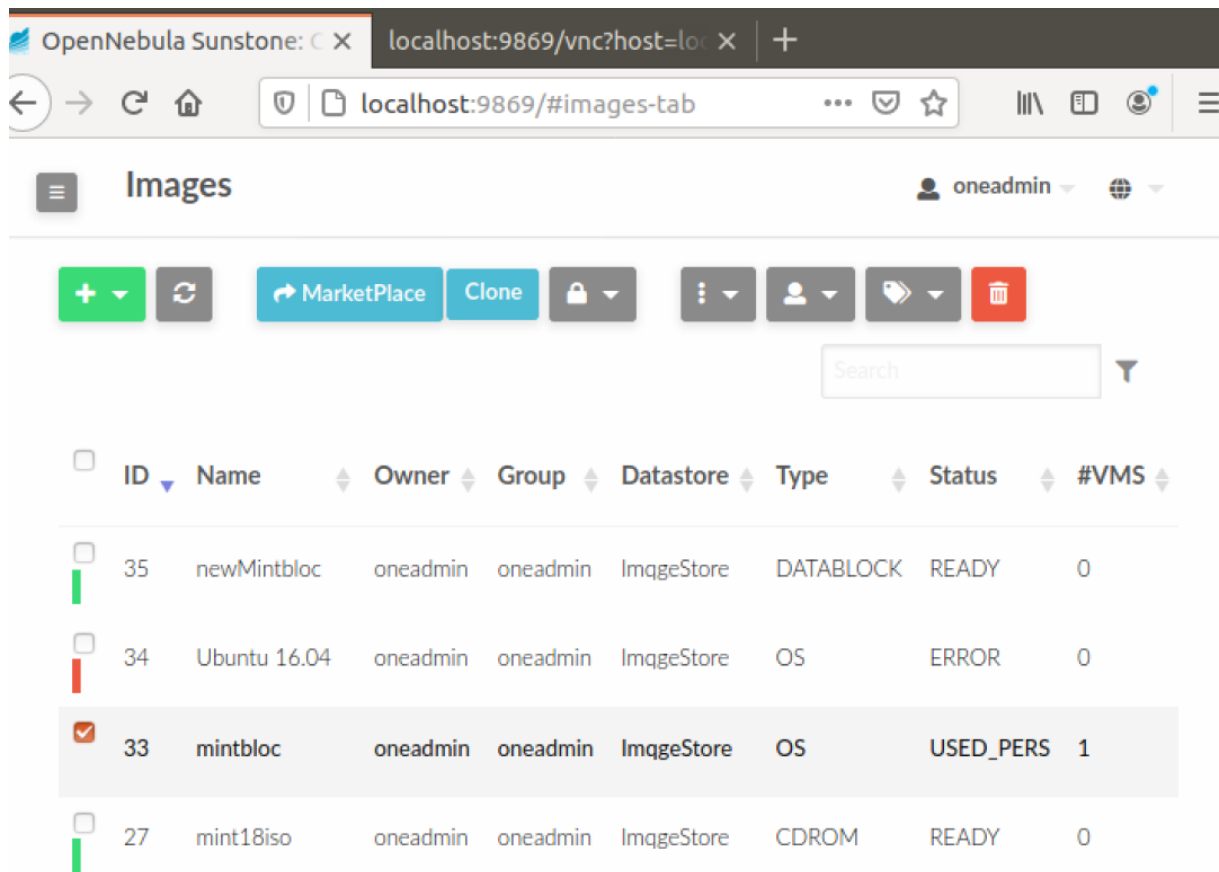 OpenNebula Sunstone: C
localhost:9869/vnc?host=loc
localhost:9869/#images-tab
Images
oneadmin
MarketPlace
Clone
Search
ID Name Owner Group Datastore Type Status #VMS
35 newMintbloc oneadmin oneadmin ImqgeStore DATABLOCK READY 0
34 Ubuntu 16.04 oneadmin oneadmin ImqgeStore OS ERROR 0
33 mintbloc oneadmin oneadmin ImqgeStore OS USED_PERS 1
27 mint18iso oneadmin oneadmin ImqgeStore CDROM READY 0